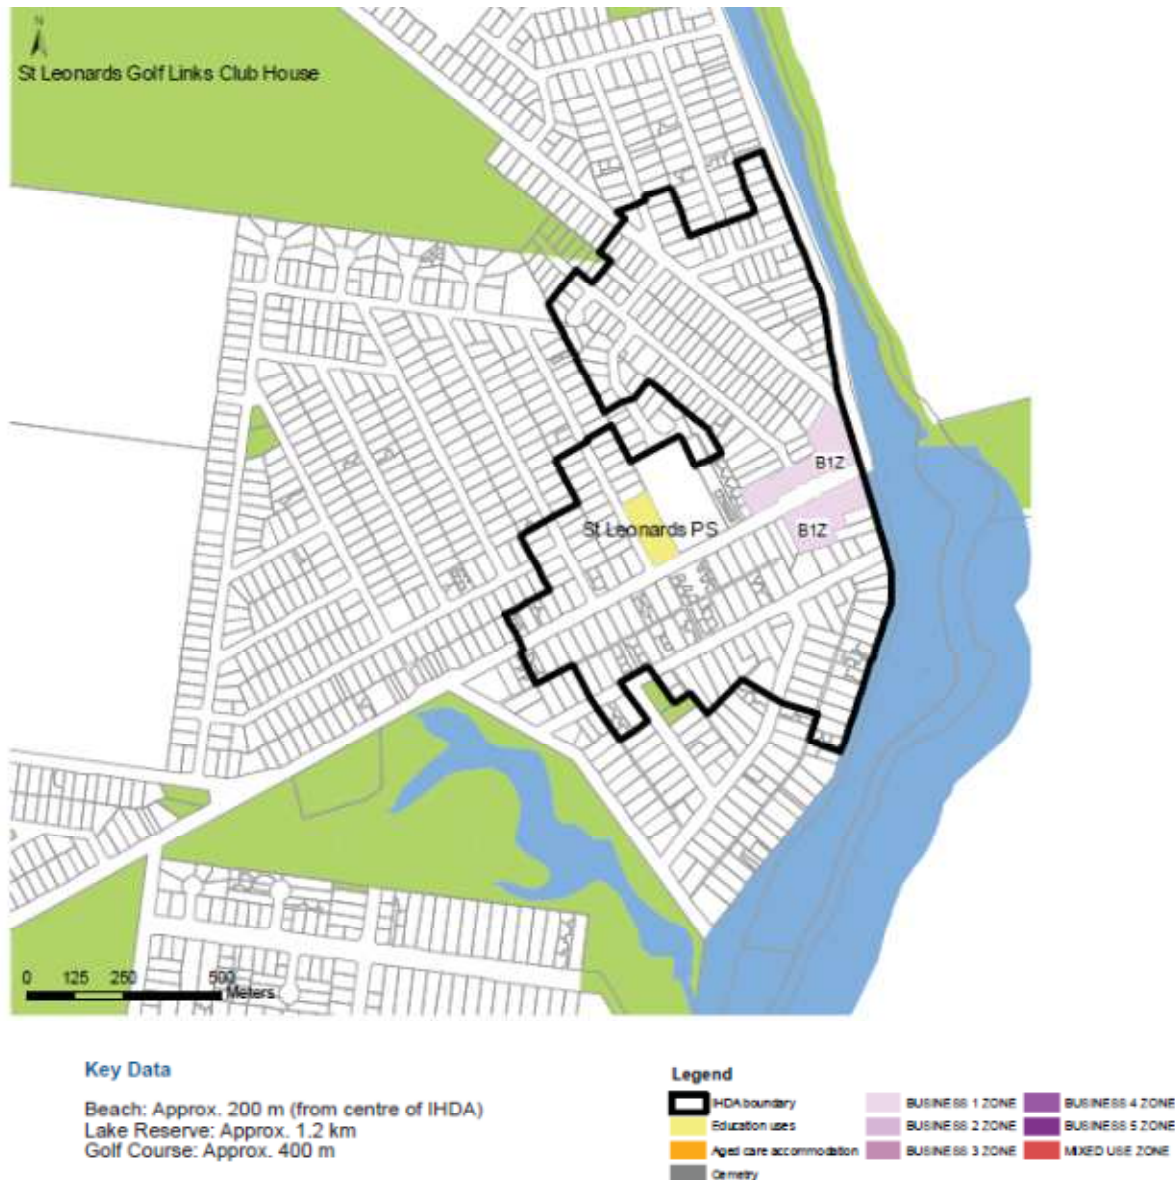 N
St Leonards Golf Links Club House
B1Z
St Leonards PS
B1Z
0 125 250 500
Meters
Key Data
Beach: Approx. 200 m (from centre of IHDA)
Lake Reserve: Approx. 1.2 km
Golf Course: Approx. 400 m
Legend
IHDA boundary
Education uses
Aged care accommodation
Cemetry
BUSINESS 1 ZONE
BUSINESS 2 ZONE
BUSINESS 3 ZONE
BUSINESS 4 ZONE
BUSINESS 5 ZONE
MIXED USE ZONE